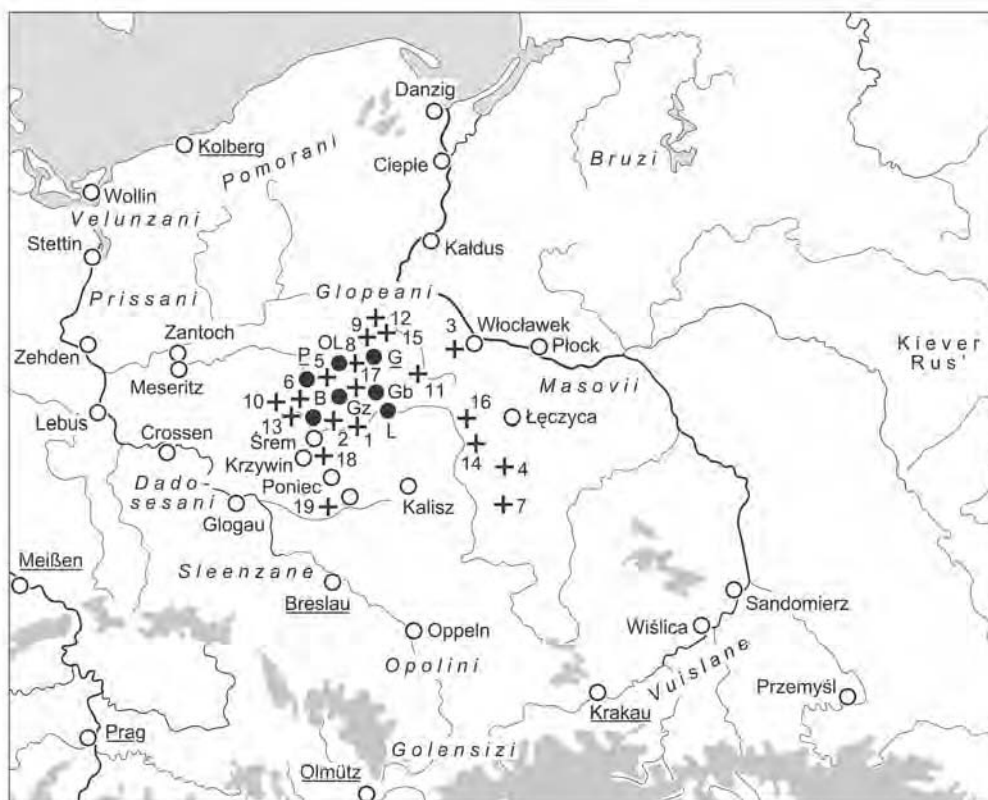 Danzig
Kolberg
Pomorani
Ciepłe
Bruzi
Wollin
Velunzani
Stettin
Kałdus
Prissani
Glopeani
Zantoch
Zehden
Meseritz
12
9
15
3
Włocławek
Płock
Kiever
Rus'
OL
8
G
P
5
17
11
Masovii
6
10
B
Gb
Gz
16
Łęczyca
Lebus
13
L
Crossen
Śrem
2
1
14
Krzywin
18
4
Dado-
sesani
Poniec
Kalisz
7
Glogau
19
Meißen
Sleenzane
Breslau
Sandomierz
Oppeln
Wiślica
Opolini
Vuislane
Przemyśl
Krakau
Prag
Golensizi
Olmütz